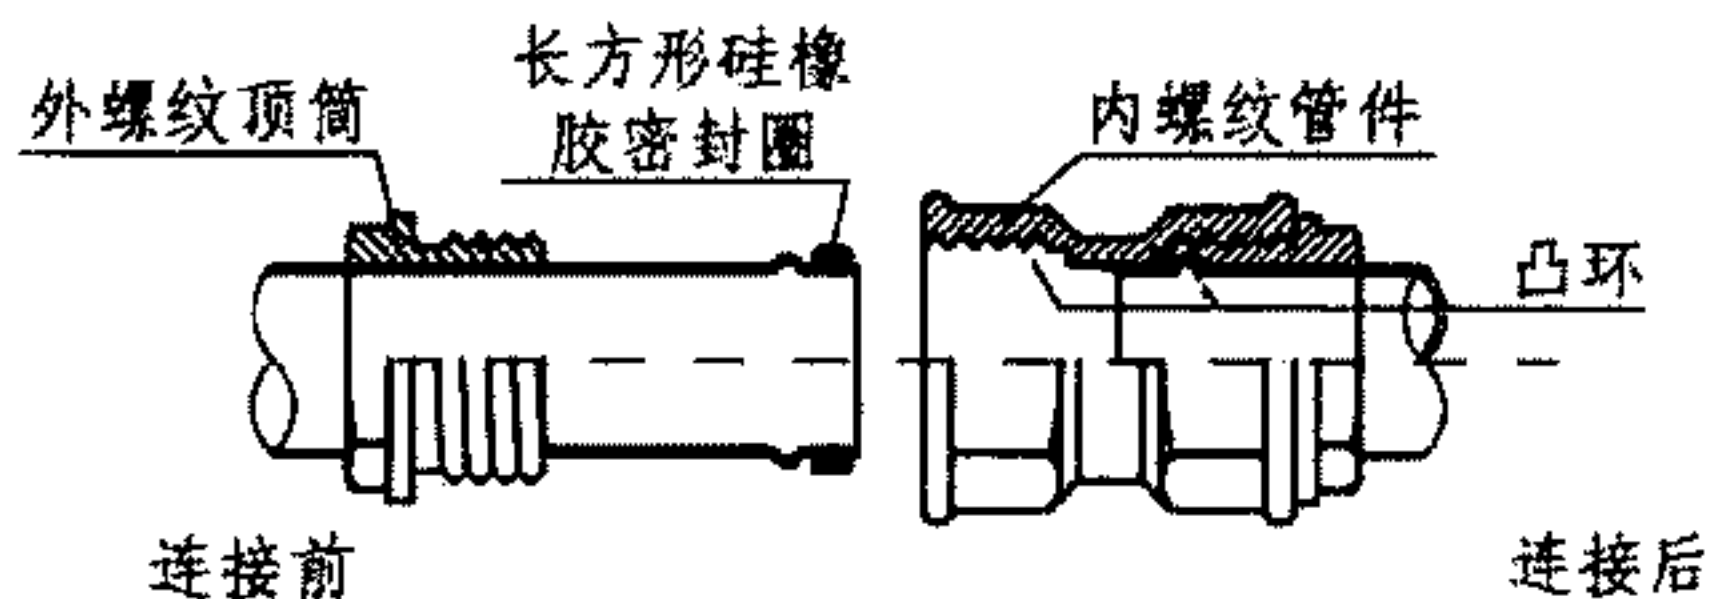 外螺纹顶筒
长方形硅橡
胶密封圈
内螺纹管件
凸环
连接前
连接后